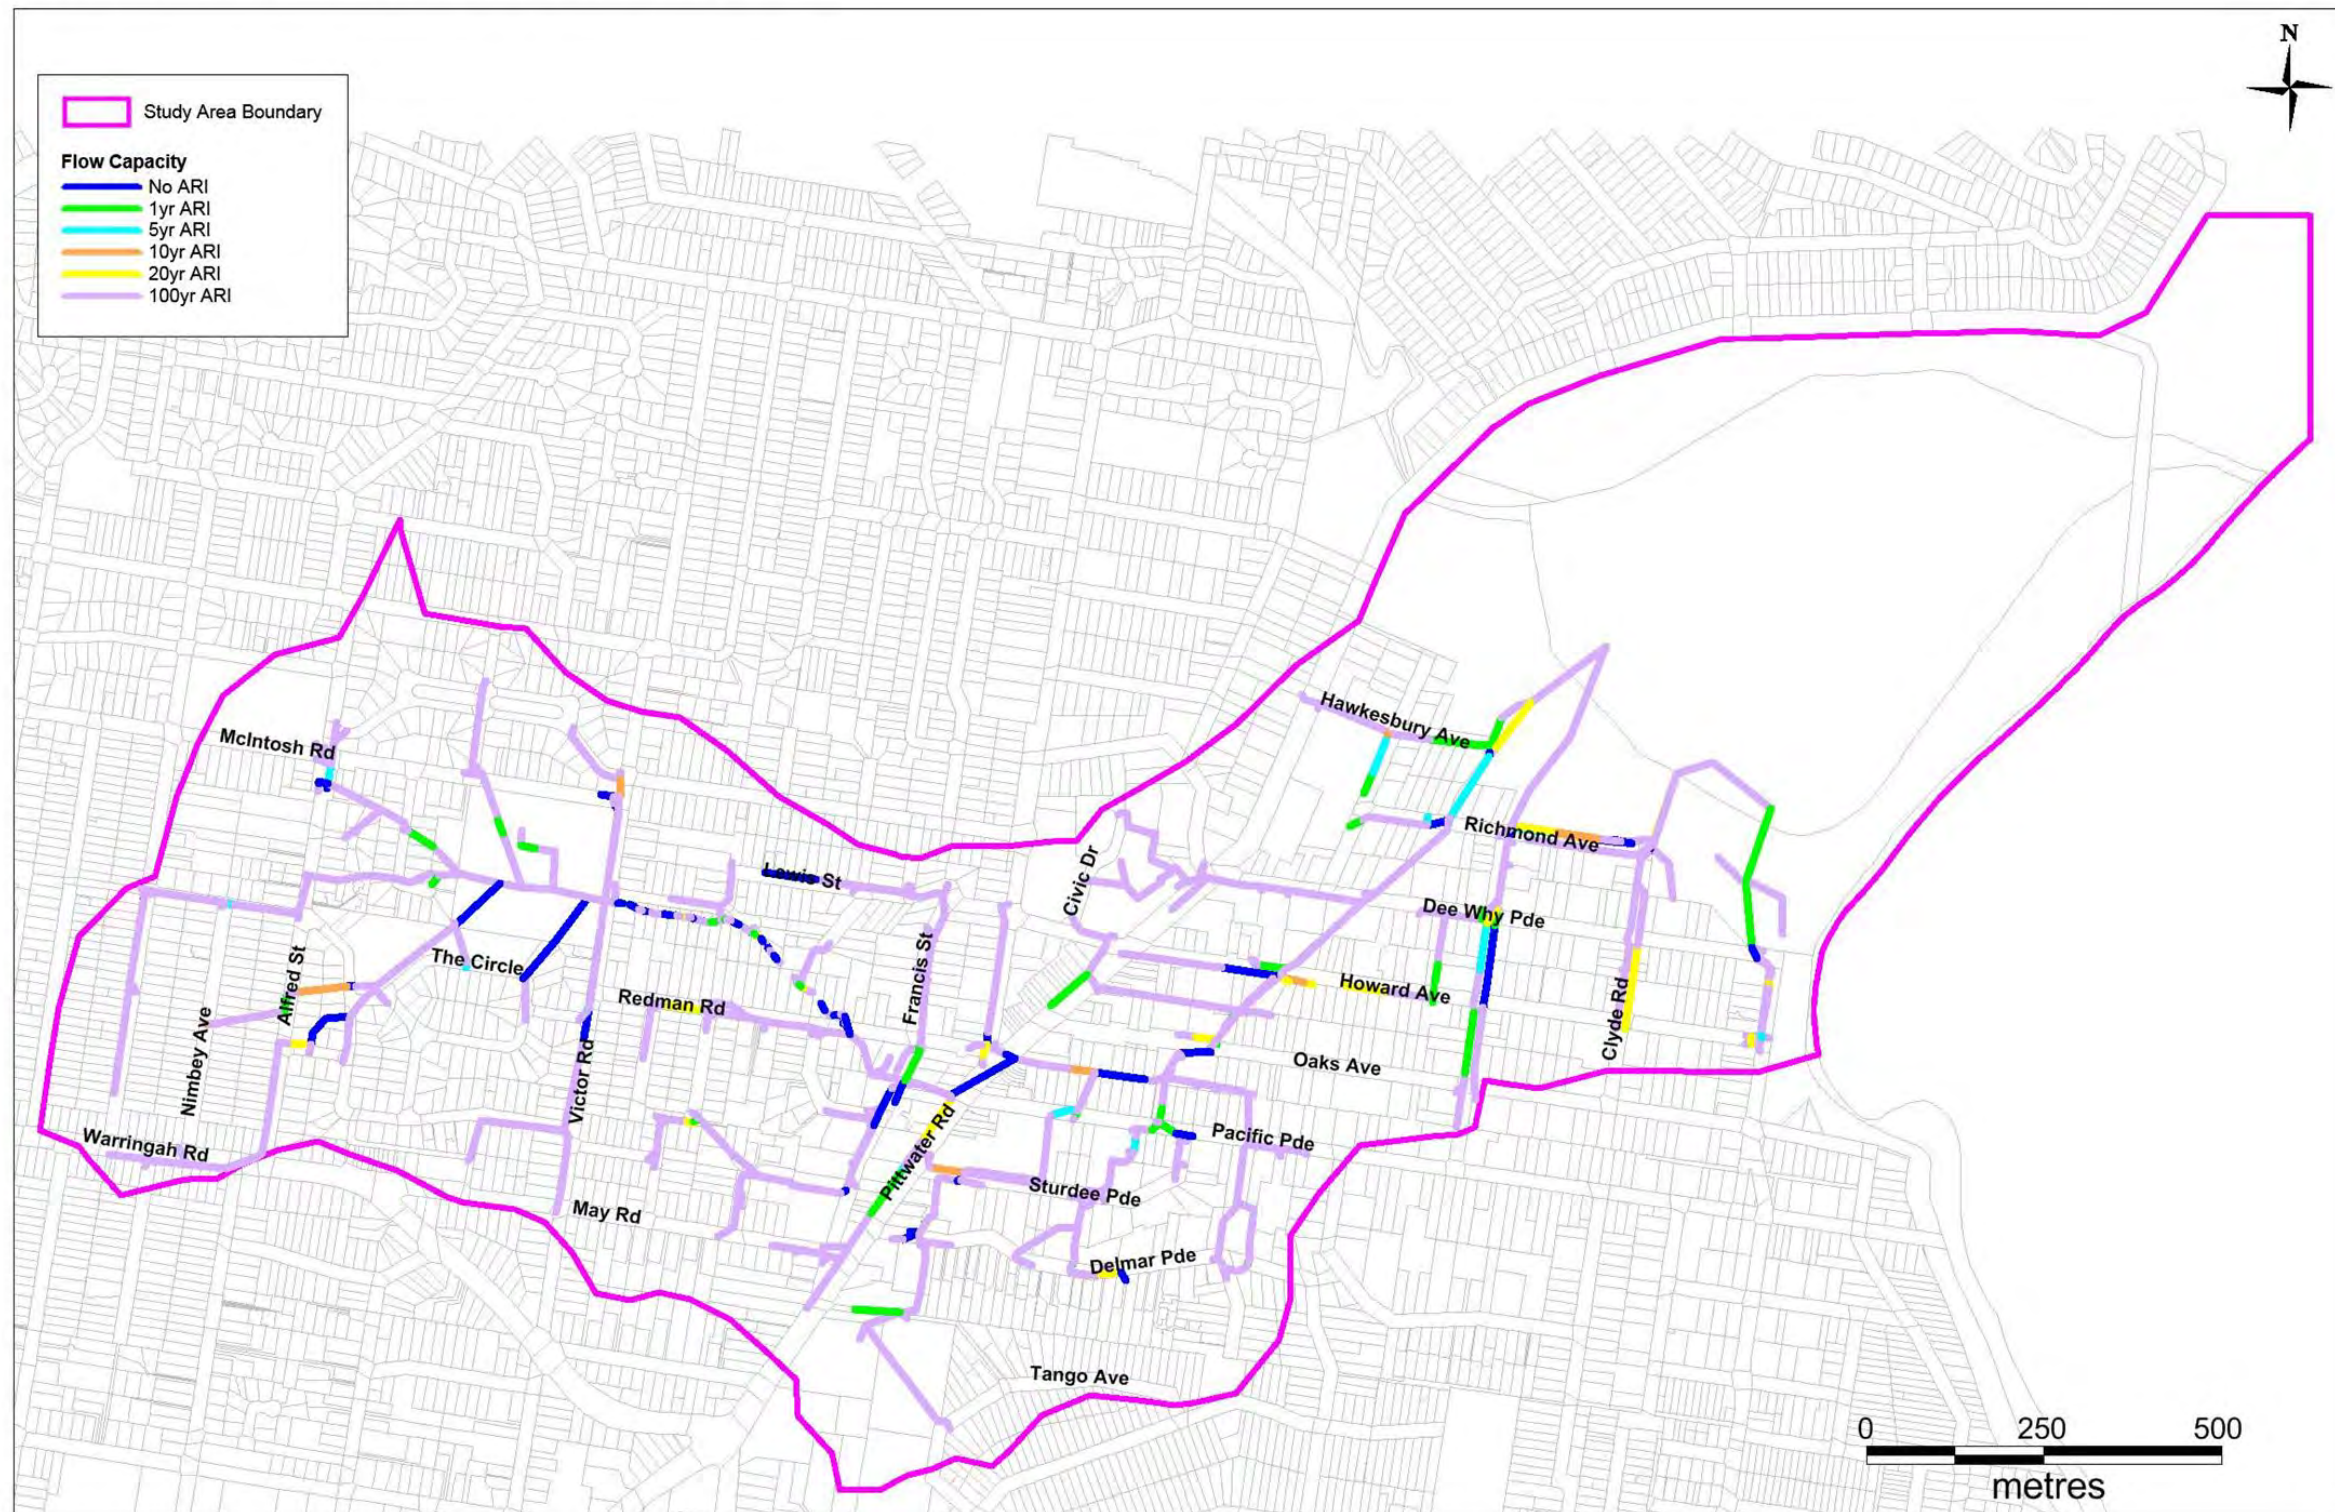 N
Study Area Boundary
Flow Capacity
No ARI
1yr ARI
5yr ARI
10yr ARI
20yr ARI
100yr ARI
Hawkesbury Ave
McIntosh Rd
Richmond Ave
Lewis St
Civic Dr
Dee Why Pde
The Circle
Alfred St
Francis St
Howard Ave
Redman Rd
Clyde Rd
Nimbey Ave
Victor Rd
Oaks Ave
Pittwater Rd
Pacific Pde
Warringah Rd
Sturdee Pde
May Rd
Delmar Pde
Tango Ave
0 250 500
metres